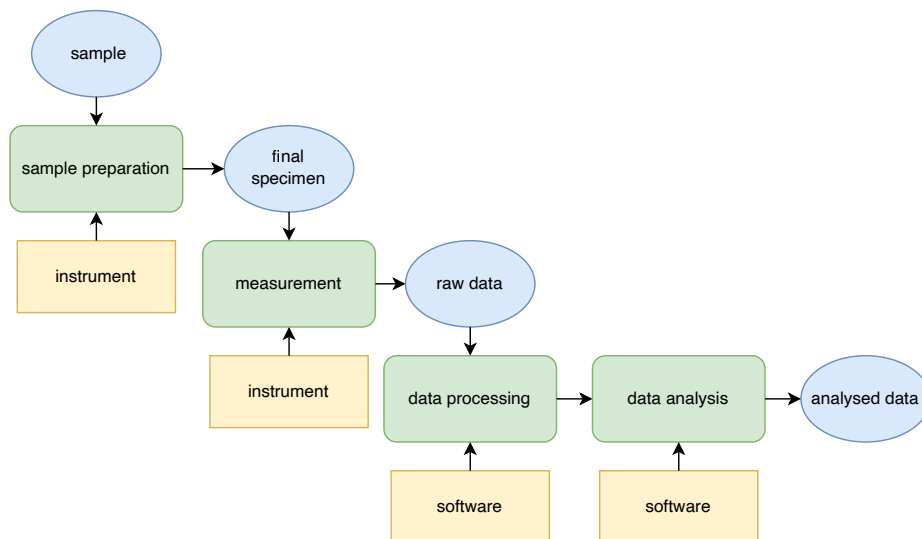 sample
sample preparation
final
specimen
instrument
measurement
raw data
instrument
data processing
data analysis
analysed data
software
software